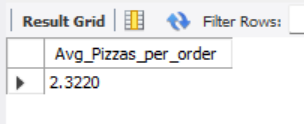 Result Grid Filter Rows:
Avg_Pizzas_per_order
2.3220